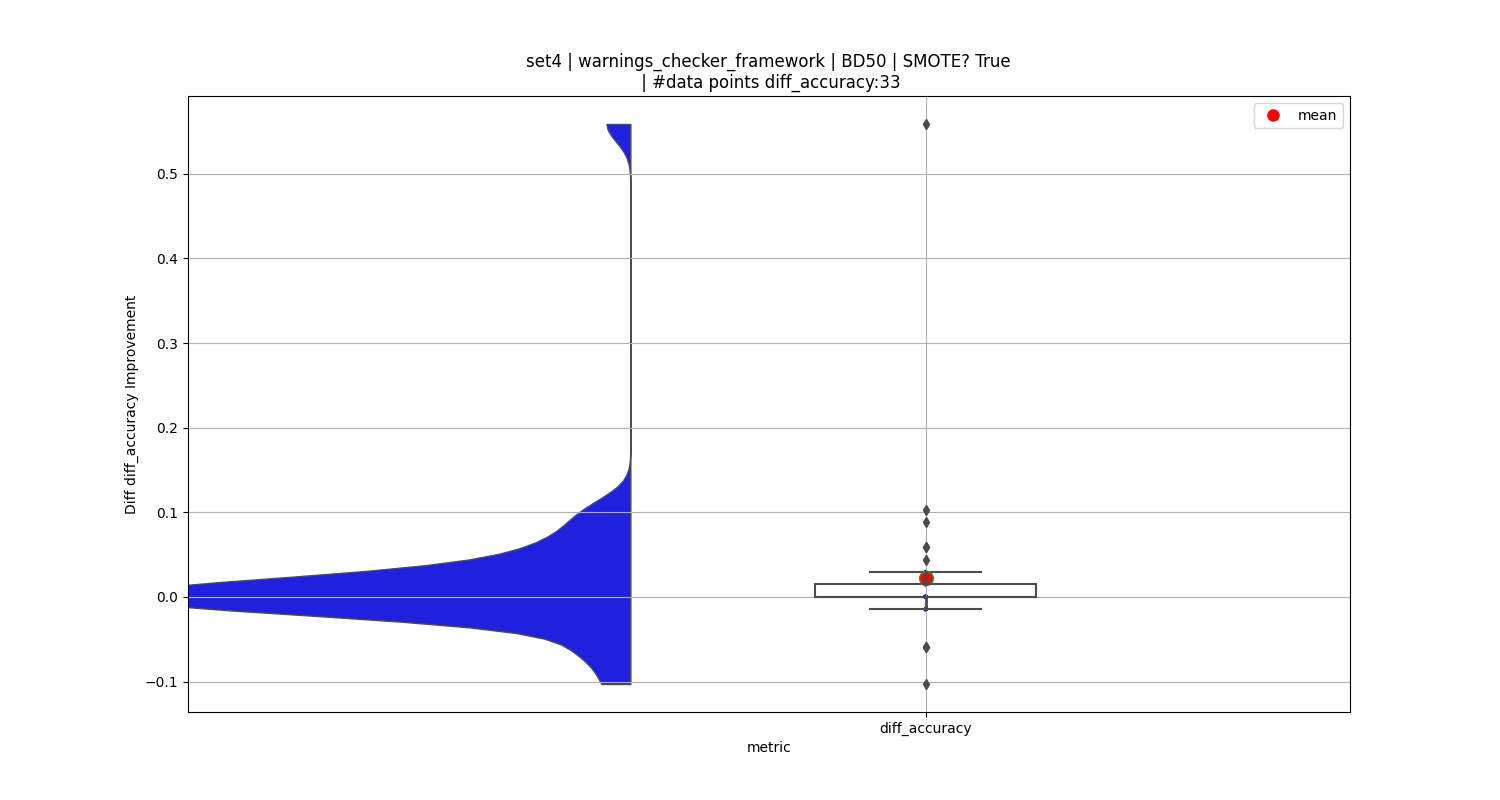 set4 | warnings_checker_framework | BD50 | SMOTE? True
| #data points diff_accuracy:33
mean
0.5
0.4
0.3
0.2
0.1
0.0
−0.1
Diff diff_accuracy Improvement
diff_accuracy
metric